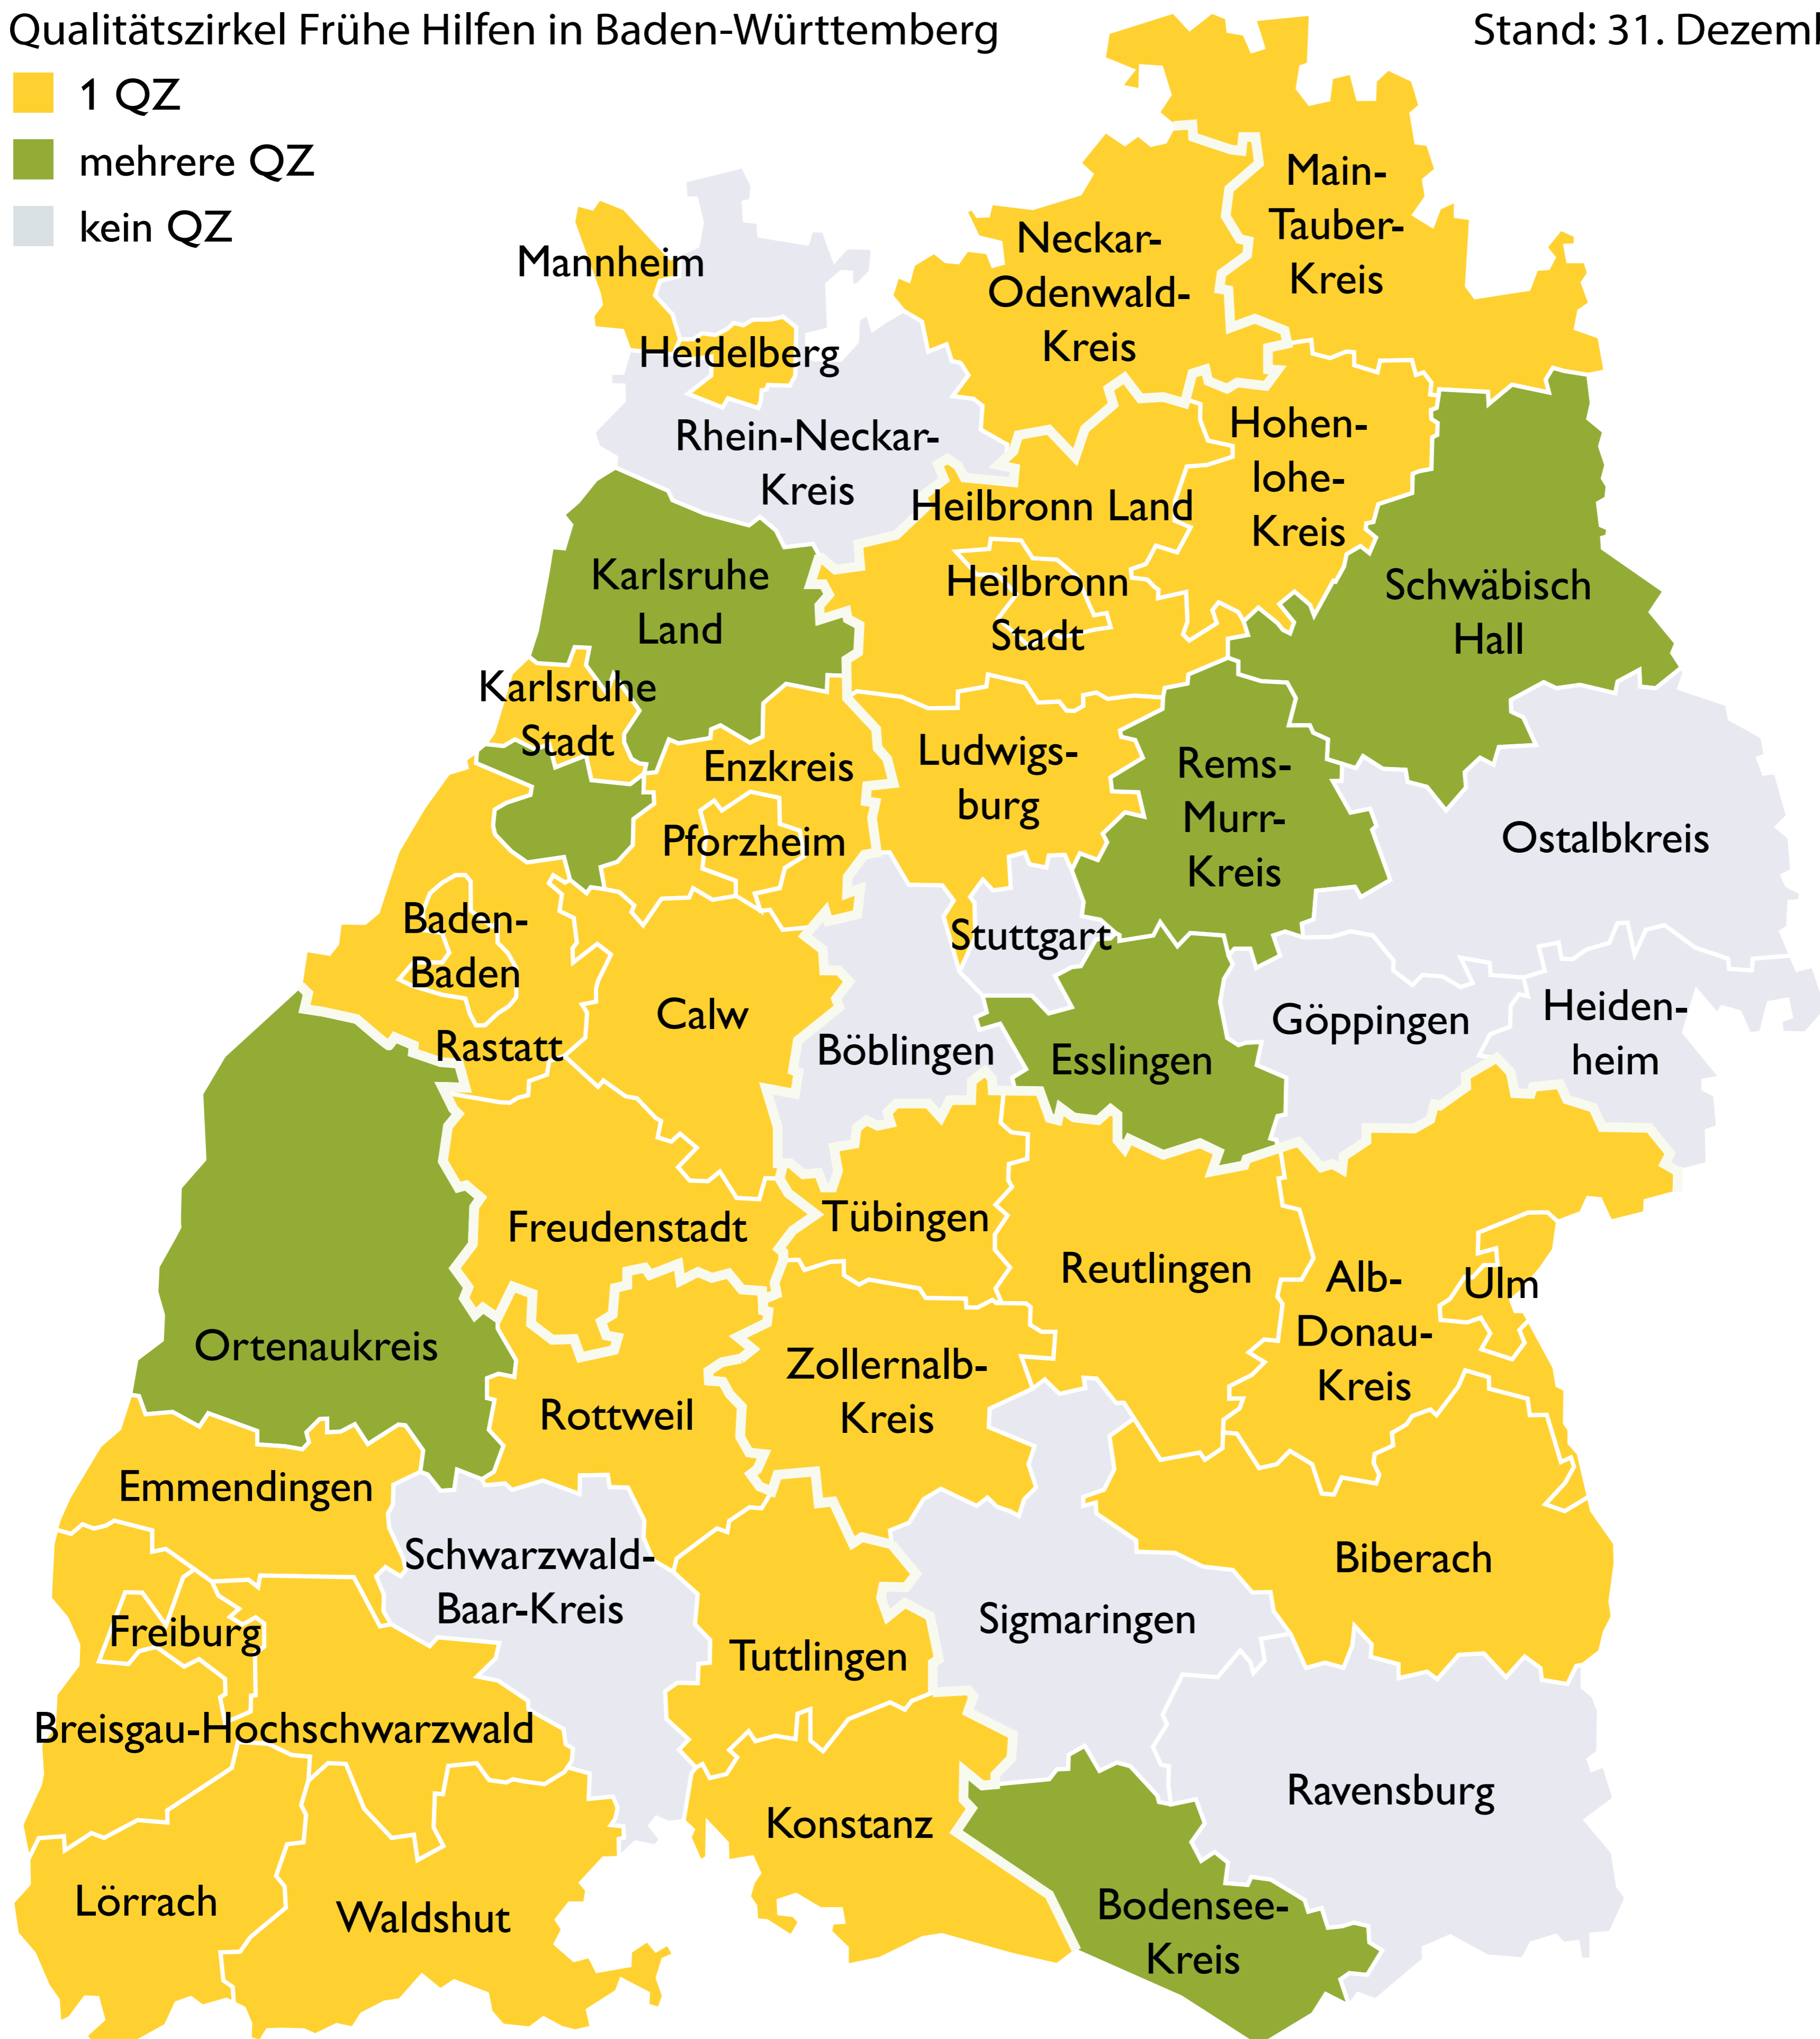 Qualitätszirkel Frühe Hilfen in Baden-Württemberg
Stand: 31. Dezem
1 QZ
mehrere QZ
kein QZ
Main-
Tauber-
Kreis
Neckar-
Odenwald-
Kreis
Mannheim
Heidelberg
Rhein-Neckar-
Kreis
Hohen-
lohe-
Kreis
Heilbronn Land
Heilbronn
Stadt
Karlsruhe
Land
Schwäbisch
Hall
Karlsruhe
Stadt
Enzkreis
Pforzheim
Ludwigs-
burg
Rems-
Murr-
Kreis
Ostalbkreis
Baden-
Baden
Rastatt
Calw
Stuttgart
Böblingen
Esslingen
Göppingen
Heiden-
heim
Freudenstadt
Tübingen
Reutlingen
Alb-
Donau-
Kreis
Ulm
Ortenaukreis
Rottweil
Zollernalb-
Kreis
Emmendingen
Schwarzwald-
Baar-Kreis
Biberach
Sigmaringen
Freiburg
Tuttlingen
Breisgau-Hochschwarzwald
Ravensburg
Konstanz
Lörrach
Waldshut
Bodensee-
Kreis